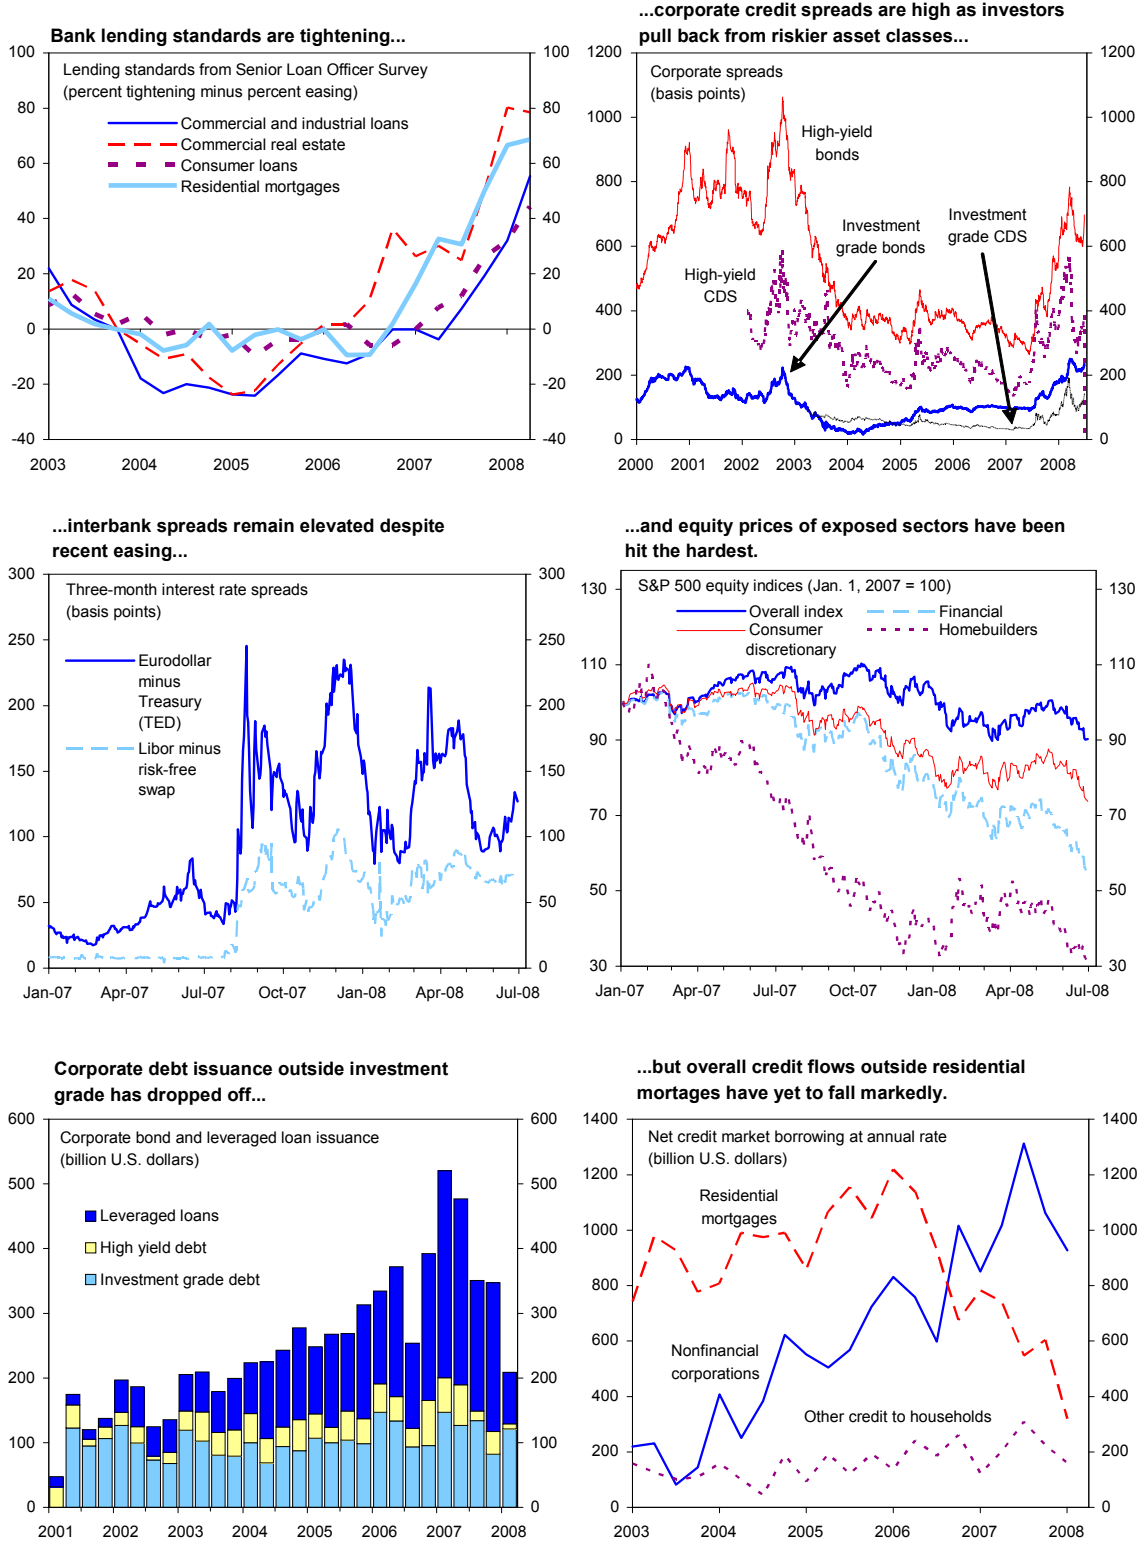 Bank lending standards are tightening...
100 100
Lending standards from Senior Loan Officer Survey
(percent tightening minus percent easing)
80 80
Commercial and industrial loans
Commercial real estate
Consumer loans
Residential mortgages
60 60
40 40
20 20
0 0
-20 -20
-40 -40
2003 2004 2005 2006 2007 2008
...corporate credit spreads are high as investors
pull back from riskier asset classes...
1200 1200
Corporate spreads
(basis points)
1000 1000
High-yield
bonds
800 800
Investment
grade bonds
Investment
grade CDS
600 600
High-yield
CDS
400 400
200 200
0 0
2000 2001 2002 2003 2004 2005 2006 2007 2008
...interbank spreads remain elevated despite
recent easing...
300 300
Three-month interest rate spreads
(basis points)
250 250
Eurodollar
minus
Treasury
(TED)
200 200
Libor minus
risk-free
swap
150 150
100 100
50 50
0 0
Jan-07 Apr-07 Jul-07 Oct-07 Jan-08 Apr-08 Jul-08
...and equity prices of exposed sectors have been
hit the hardest.
130 130
S&P 500 equity indices (Jan. 1, 2007 = 100)
Overall index Financial
Consumer Homebuilders
discretionary
110 110
90 90
70 70
50 50
30 30
Jan-07 Apr-07 Jul-07 Oct-07 Jan-08 Apr-08 Jul-08
Corporate debt issuance outside investment
grade has dropped off...
600 600
Corporate bond and leveraged loan issuance
(billion U.S. dollars)
500 500
Leveraged loans
High yield debt
Investment grade debt
400 400
300 300
200 200
100 100
0 0
2001 2002 2003 2004 2005 2006 2007 2008
...but overall credit flows outside residential
mortages have yet to fall markedly.
1400 1400
Net credit market borrowing at annual rate
(billion U.S. dollars)
1200 1200
Residential
mortgages
1000 1000
800 800
600 600
Nonfinancial
corporations
400 400
Other credit to households
200 200
0 0
2003 2004 2005 2006 2007 2008